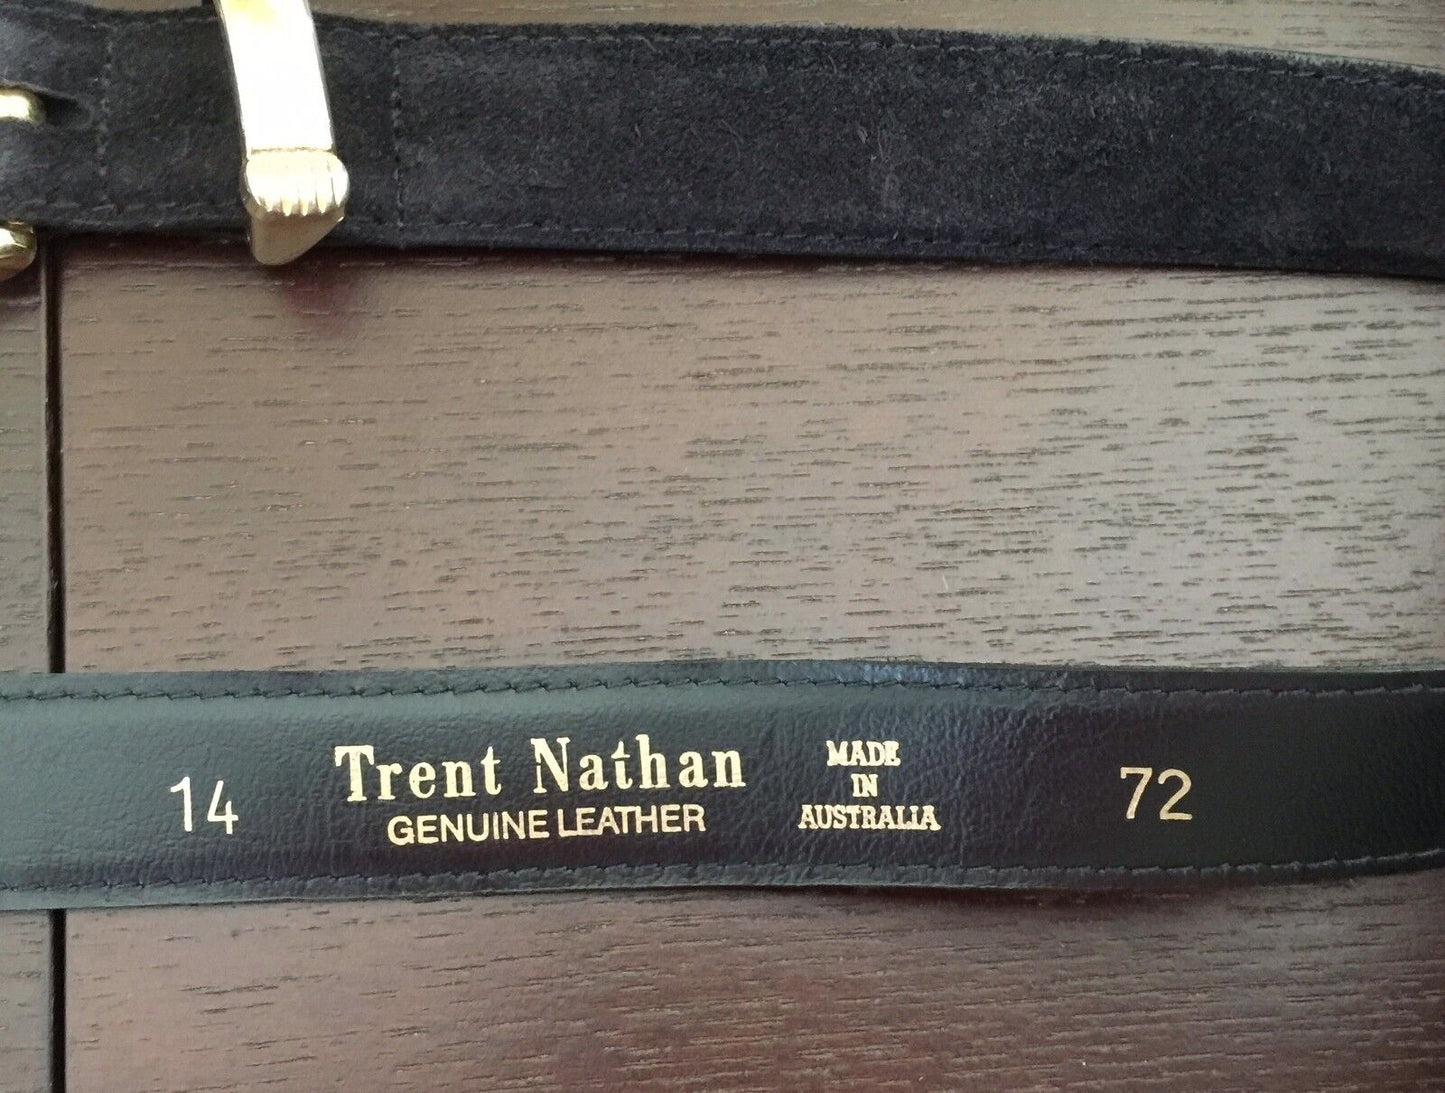 14
Trent Nathan
GENUINE LEATHER
MADE
IN
AUSTRALIA
72